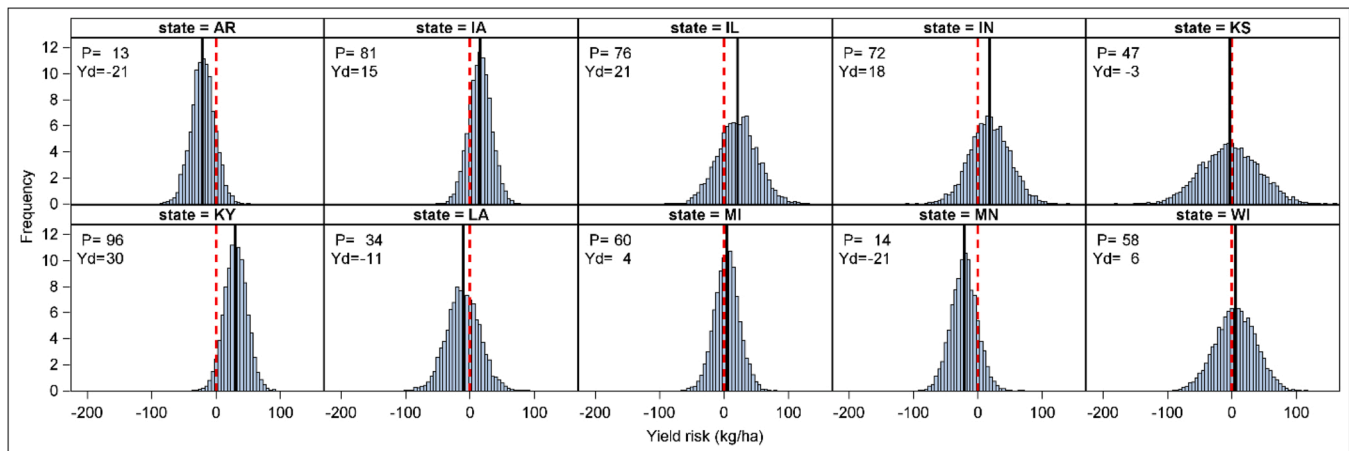 state = AR
state = IA
state = IL
state = IN
state = KS
12
10
8
6
4
2
0
P= 13
Yd=-21
P= 81
Yd=15
P= 76
Yd=21
P= 72
Yd=18
P= 47
Yd= -3
Frequency
state = KY
state = LA
state = MI
state = MN
state = WI
12
10
8
6
4
2
0
P= 96
Yd=30
P= 34
Yd=-11
P= 60
Yd= 4
P= 14
Yd=-21
P= 58
Yd= 6
-200 -100 0 100
-200 -100 0 100
-200 -100 0 100
-200 -100 0 100
-200 -100 0 100
Yield risk (kg/ha)